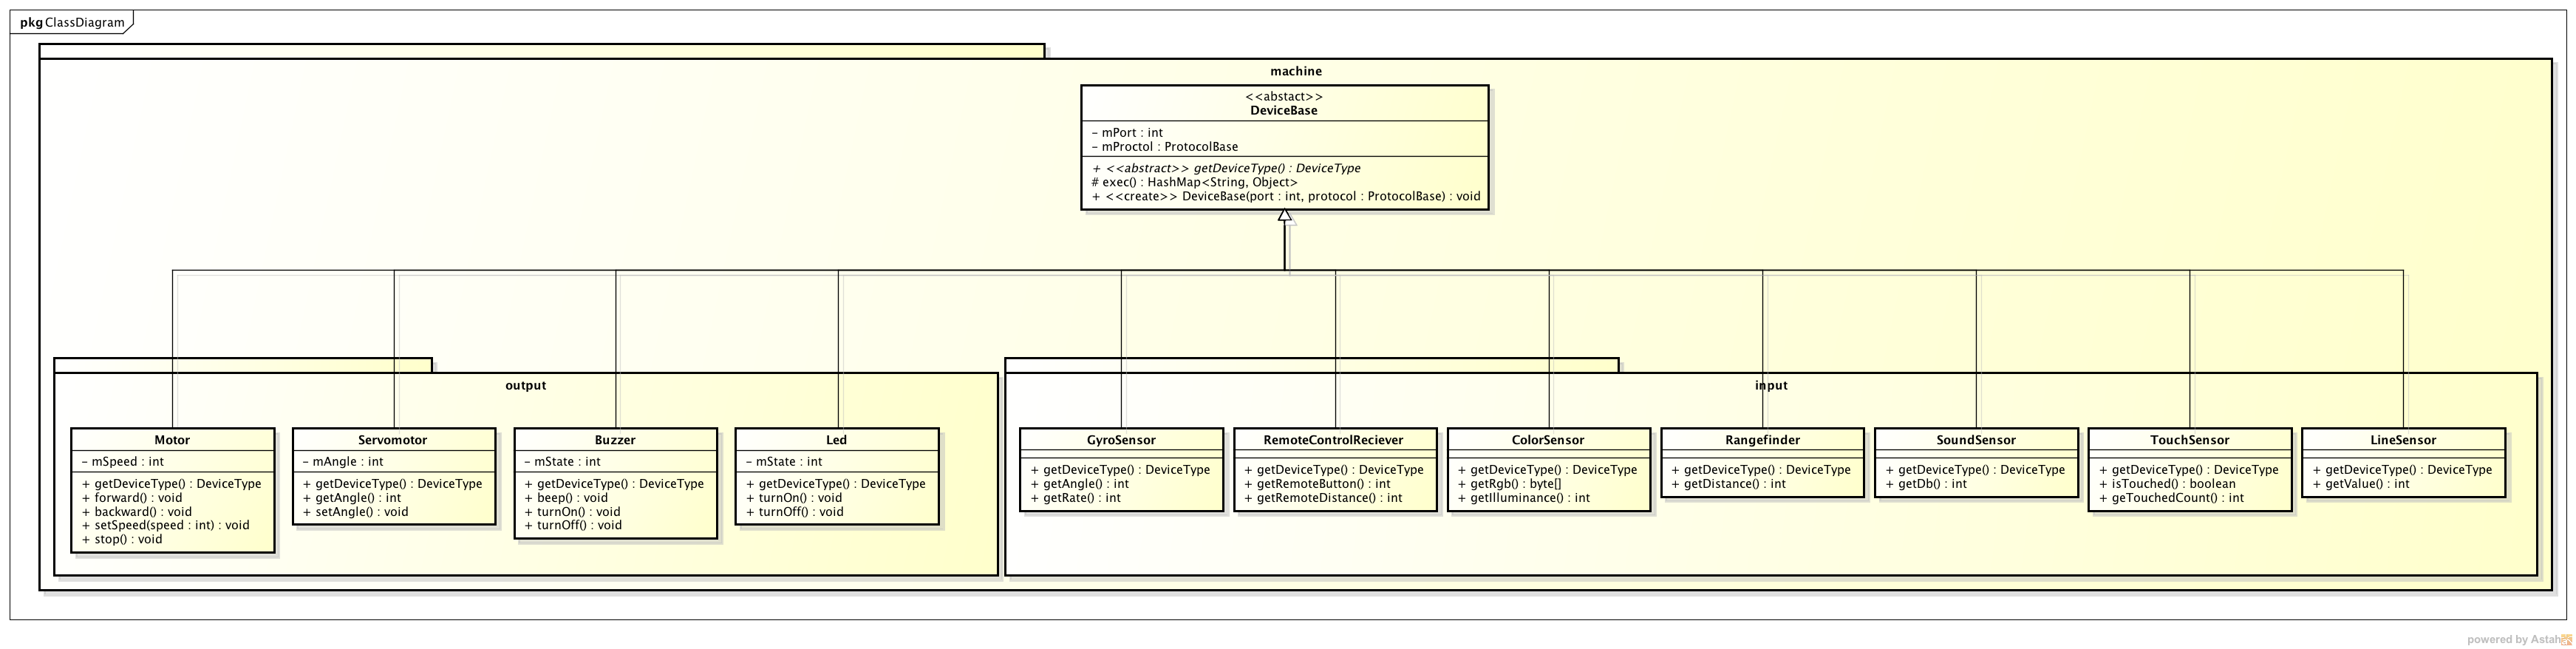 pkg ClassDiagram
machine
<<abstact>>
DeviceBase
- mPort : int
- mProctol : ProtocolBase
+ <<abstract>> getDeviceType() : DeviceType
# exec() : HashMap<String, Object>
+ <<create>> DeviceBase(port : int, protocol : ProtocolBase) : void
output
Motor
- mSpeed : int
+ getDeviceType() : DeviceType
+ forward() : void
+ backward() : void
+ setSpeed(speed : int) : void
+ stop() : void
Servomotor
- mAngle : int
+ getDeviceType() : DeviceType
+ getAngle() : int
+ setAngle() : void
Buzzer
- mState : int
+ getDeviceType() : DeviceType
+ beep() : void
+ turnOn() : void
+ turnOff() : void
Led
- mState : int
+ getDeviceType() : DeviceType
+ turnOn() : void
+ turnOff() : void
input
GyroSensor
+ getDeviceType() : DeviceType
+ getAngle() : int
+ getRate() : int
RemoteControlReciever
+ getDeviceType() : DeviceType
+ getRemoteButton() : int
+ getRemoteDistance() : int
ColorSensor
+ getDeviceType() : DeviceType
+ getRgb() : byte[]
+ getIlluminance() : int
Rangefinder
+ getDeviceType() : DeviceType
+ getDistance() : int
SoundSensor
+ getDeviceType() : DeviceType
+ getDb() : int
TouchSensor
+ getDeviceType() : DeviceType
+ isTouched() : boolean
+ geTouchedCount() : int
LineSensor
+ getDeviceType() : DeviceType
+ getValue() : int
powered by Astah